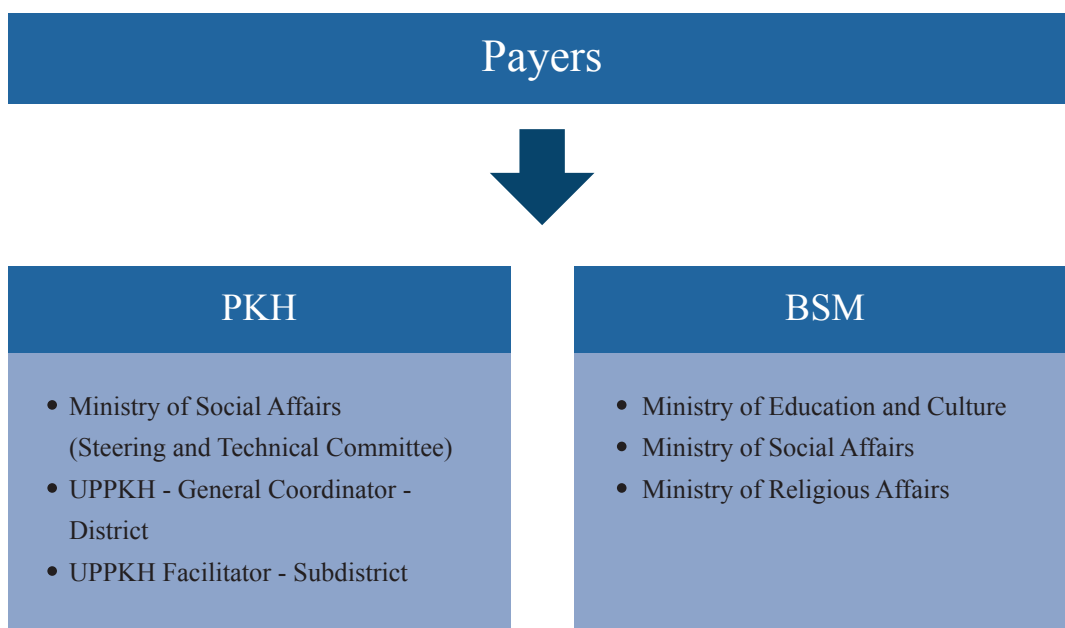 Payers
PKH
• Ministry of Social Affairs
(Steering and Technical Committee)
• UPPKH - General Coordinator -
District
• UPPKH Facilitator - Subdistrict
BSM
• Ministry of Education and Culture
• Ministry of Social Affairs
• Ministry of Religious Affairs